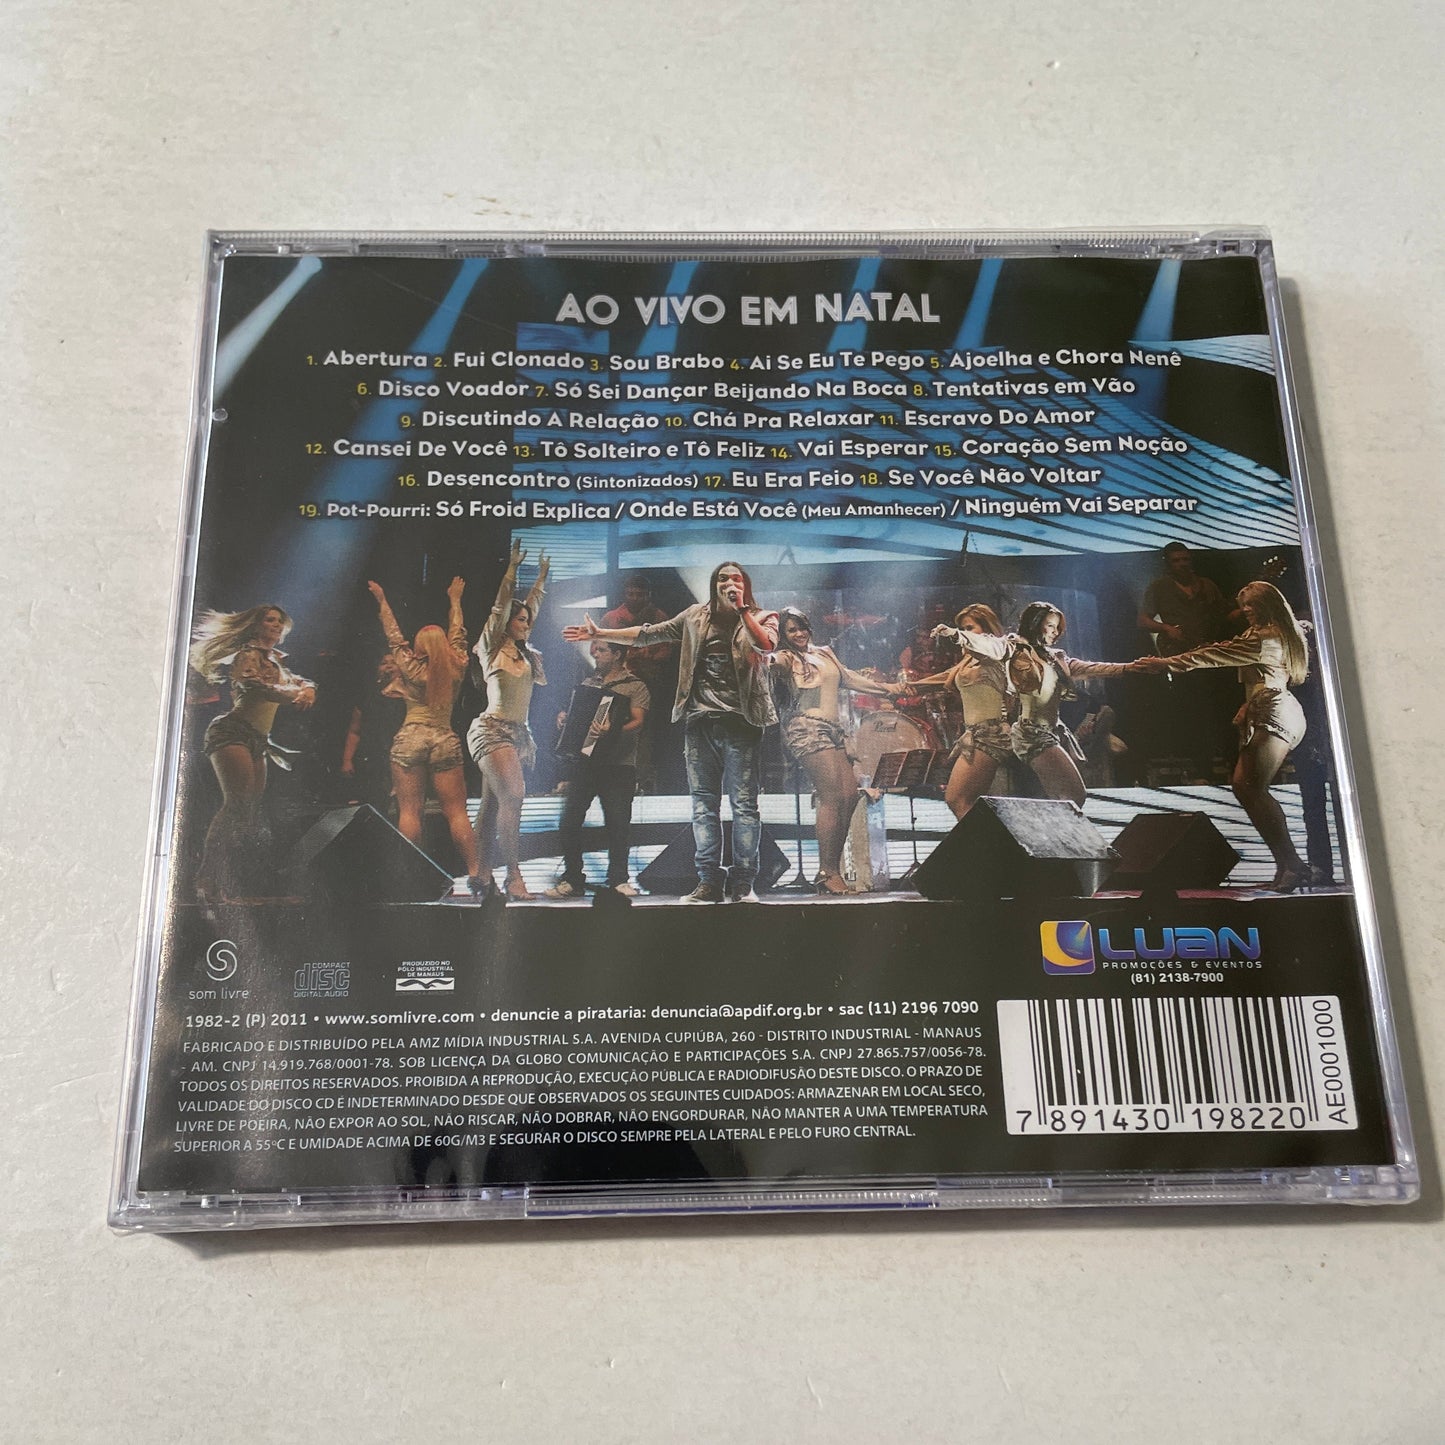 AO VIVO EM NATAL
1. Abertura 2. Fui Clonado 3. Sou Brabo 4. Ai Se Eu Te Pego 5. Ajoelha e Chora Nenê
6. Disco Voador 7. Só Sei Dançar Beijando Na Boca 8. Tentativas em Vão
9. Discutindo A Relação 10. Chá Pra Relaxar 11. Escravo Do Amor
12. Cansei De Você 13. Tô Solteiro e Tô Feliz 14. Vai Esperar 15. Coração Sem Noção
16. Desencontro (Sintonizados) 17. Eu Era Feio 18. Se Você Não Voltar
19. Pot-Pourri: Só Froid Explica / Onde Está Você (Meu Amanhecer) / Ninguém Vai Separar
som livre
COMPACT
disc
DIGITAL AUDIO
PRODUZIDO NO
PÓLO INDUSTRIAL
DE MANAUS
LUAN
PROMOÇÕES & EVENTOS
(81) 2138-7900
1982-2 (P) 2011 • www.somlivre.com • denuncie a pirataria: denuncia@apdif.org.br • sac (11) 2196 7090
FABRICADO E DISTRIBUÍDO PELA AMZ MÍDIA INDUSTRIAL S.A. AVENIDA CUPIÚBA, 260 - DISTRITO INDUSTRIAL - MANAUS
- AM. CNPJ 14.919.768/0001-78. SOB LICENÇA DA GLOBO COMUNICAÇÃO E PARTICIPAÇÕES S.A. CNPJ 27.865.757/0056-78.
TODOS OS DIREITOS RESERVADOS. PROIBIDA A REPRODUÇÃO, EXECUÇÃO PÚBLICA E RADIODIFUSÃO DESTE DISCO. O PRAZO DE
VALIDADE DO DISCO CD É INDETERMINADO DESDE QUE OBSERVADOS OS SEGUINTES CUIDADOS: ARMAZENAR EM LOCAL SECO,
LIVRE DE POEIRA, NÃO EXPOR AO SOL, NÃO RISCAR, NÃO DOBRAR, NÃO ENGORDURAR, NÃO MANTER A UMA TEMPERATURA
SUPERIOR A 55°C E UMIDADE ACIMA DE 60G/M3 E SEGURAR O DISCO SEMPRE PELA LATERAL E PELO FURO CENTRAL.
7 891430 198220
AE0001000